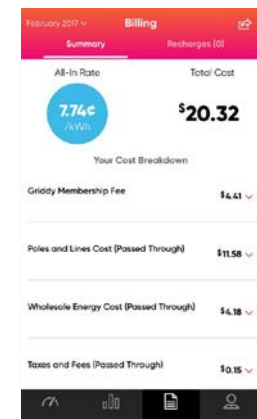 February 2017
Billing
Summary
Recharges (0)
All-In Rate
Total Cost
7.74¢
/kWh
$20.32
Your Cost Breakdown
Griddy Membership Fee
$4.41
Poles and Lines Cost (Passed Through)
$11.58
Wholesale Energy Cost (Passed Through)
$4.18
Taxes and Fees (Passed Through)
$0.15